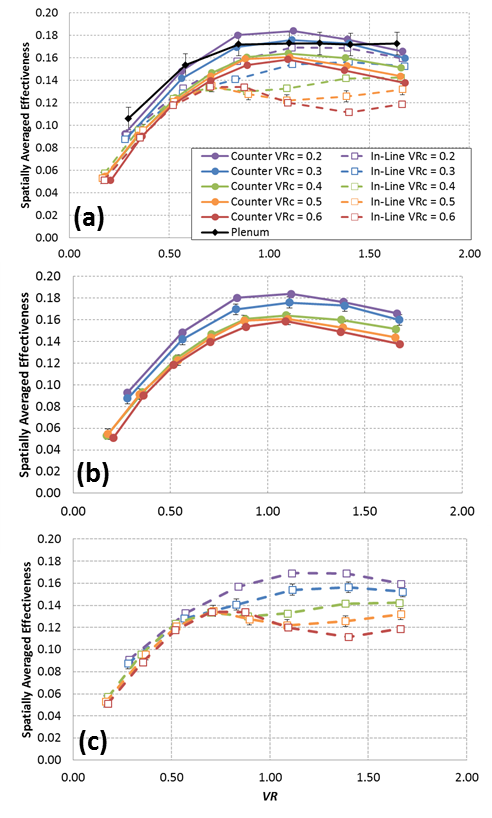 Spatially Averaged Effectiveness
0.20
0.18
0.16
0.14
0.12
0.10
0.08
0.06
0.04
0.02
0.00
(a)
Counter VRc = 0.2
In-Line VRc = 0.2
Counter VRc = 0.3
In-Line VRc = 0.3
Counter VRc = 0.4
In-Line VRc = 0.4
Counter VRc = 0.5
In-Line VRc = 0.5
Counter VRc = 0.6
In-Line VRc = 0.6
Plenum
0.00 0.50 1.00 1.50 2.00
Spatially Averaged Effectiveness
0.20
0.18
0.16
0.14
0.12
0.10
0.08
0.06
0.04
0.02
0.00
(b)
0.00 0.50 1.00 1.50 2.00
Spatially Averaged Effectiveness
0.20
0.18
0.16
0.14
0.12
0.10
0.08
0.06
0.04
0.02
0.00
(c)
0.00 0.50 1.00 1.50 2.00
VR